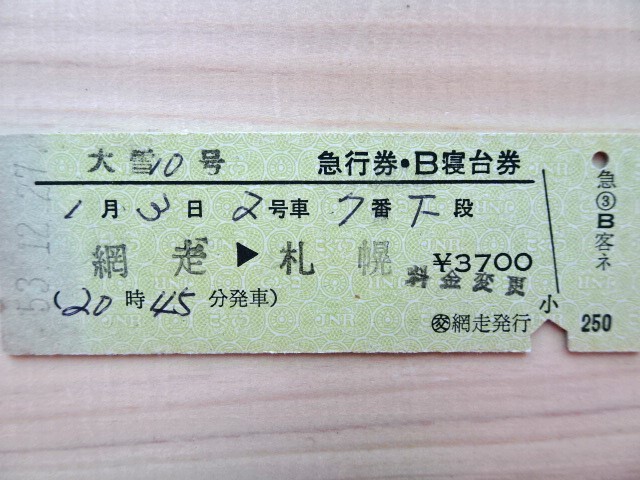 大雪10号 急行券・B寝台券
1月3日 2号車 7番下段
網走▶札幌 ¥3700
料金変更
(20時45分発車)
㊇網走発行
小
急③B客ネ
250
53.12.27